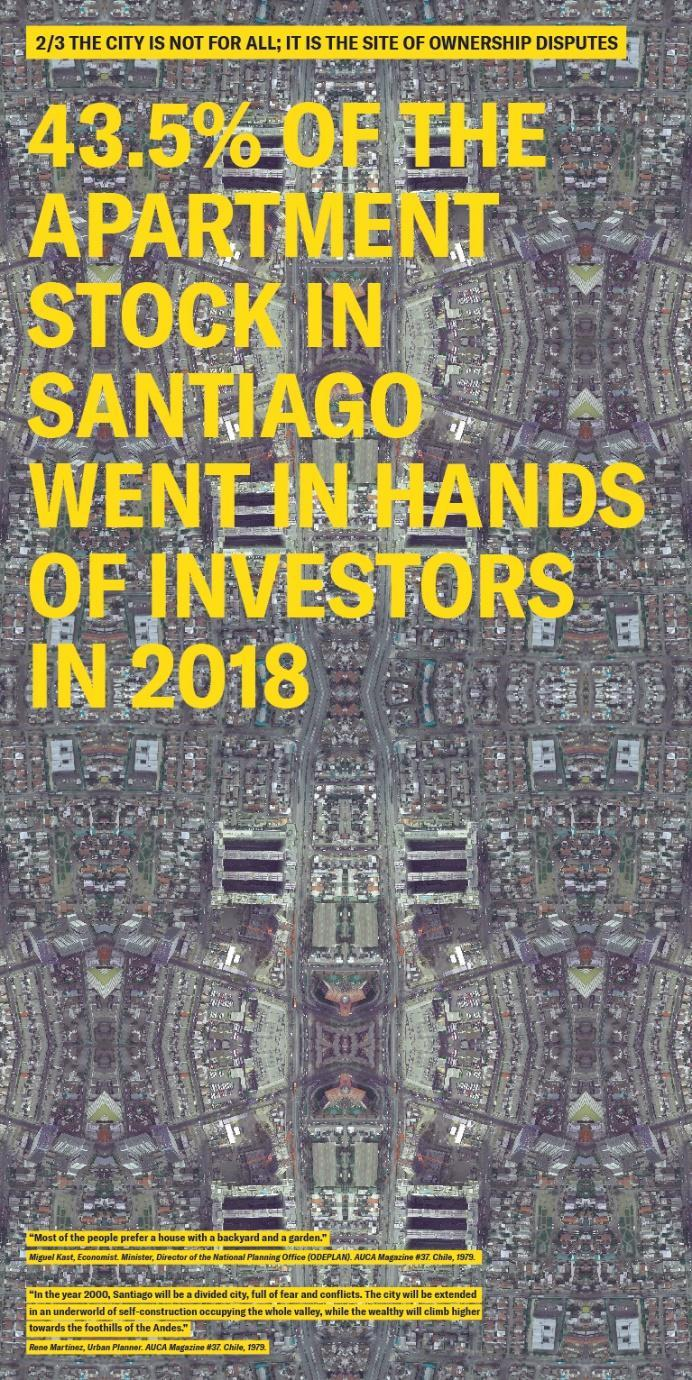 2/3 THE CITY IS NOT FOR ALL; IT IS THE SITE OF OWNERSHIP DISPUTES
43.5% OF THE
APARTMENT
STOCK IN
SANTIAGO
WENT IN HANDS
OF INVESTORS
IN 2018
“Most of the people prefer a house with a backyard and a garden.”
Miguel Kast, Economist. Minister, Director of the National Planning Office (ODEPLAN). AUCA Magazine #37. Chile, 1979.
“In the year 2000, Santiago will be a divided city, full of fear and conflicts. The city will be extended
in an underworld of self-construction occupying the whole valley, while the wealthy will climb higher
towards the foothills of the Andes.”
Rene Martínez, Urban Planner. AUCA Magazine #37. Chile, 1979.